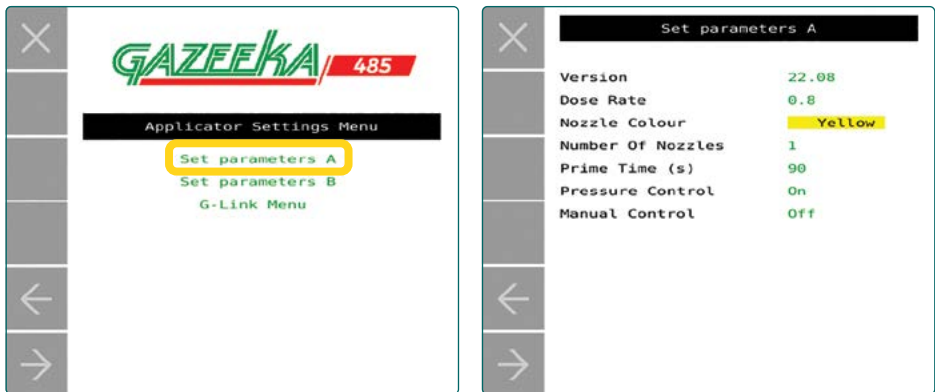 GAZEEKA 485
Applicator Settings Menu
Set parameters A
Set parameters B
G-Link Menu
Set parameters A
Version 22.08
Dose Rate 0.8
Nozzle Colour Yellow
Number Of Nozzles 1
Prime Time (s) 90
Pressure Control On
Manual Control Off